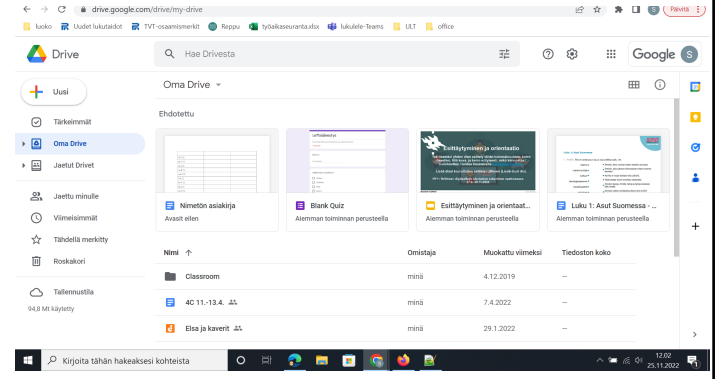 drive.google.com/drive/my-drive
Päivitä
luoko
Uudet lukutaidot
TVT-osaamismerkit
Reppu
työaikaseuranta.xlsx
lukulele-Teams
ULT
office
Drive
Hae Drivesta
Google
S
Uusi
Oma Drive
Tärkeimmät
Oma Drive
Jaetut Drivet
Jaettu minulle
Viimeisimmät
Tähdellä merkitty
Roskakori
Tallennustila
94,8 Mt käytetty
Ehdotettu
Nimetön asiakirja
Avasit eilen
Blank Quiz
Aiemman toiminnan perusteella
Esittäytyminen ja orientaatio
Esittäytyminen ja orientaat...
Aiemman toiminnan perusteella
Luku 1: Asut Suomessa
Luku 1: Asut Suomessa - ...
Aiemman toiminnan perusteella
Nimi
Omistaja
Muokattu viimeksi
Tiedoston koko
Classroom
minä
4.12.2019
–
4C 11.-13.4.
minä
7.4.2022
–
Elsa ja kaverit
minä
29.1.2022
–
Kirjoita tähän hakeaksesi kohteista
12.02
25.11.2022